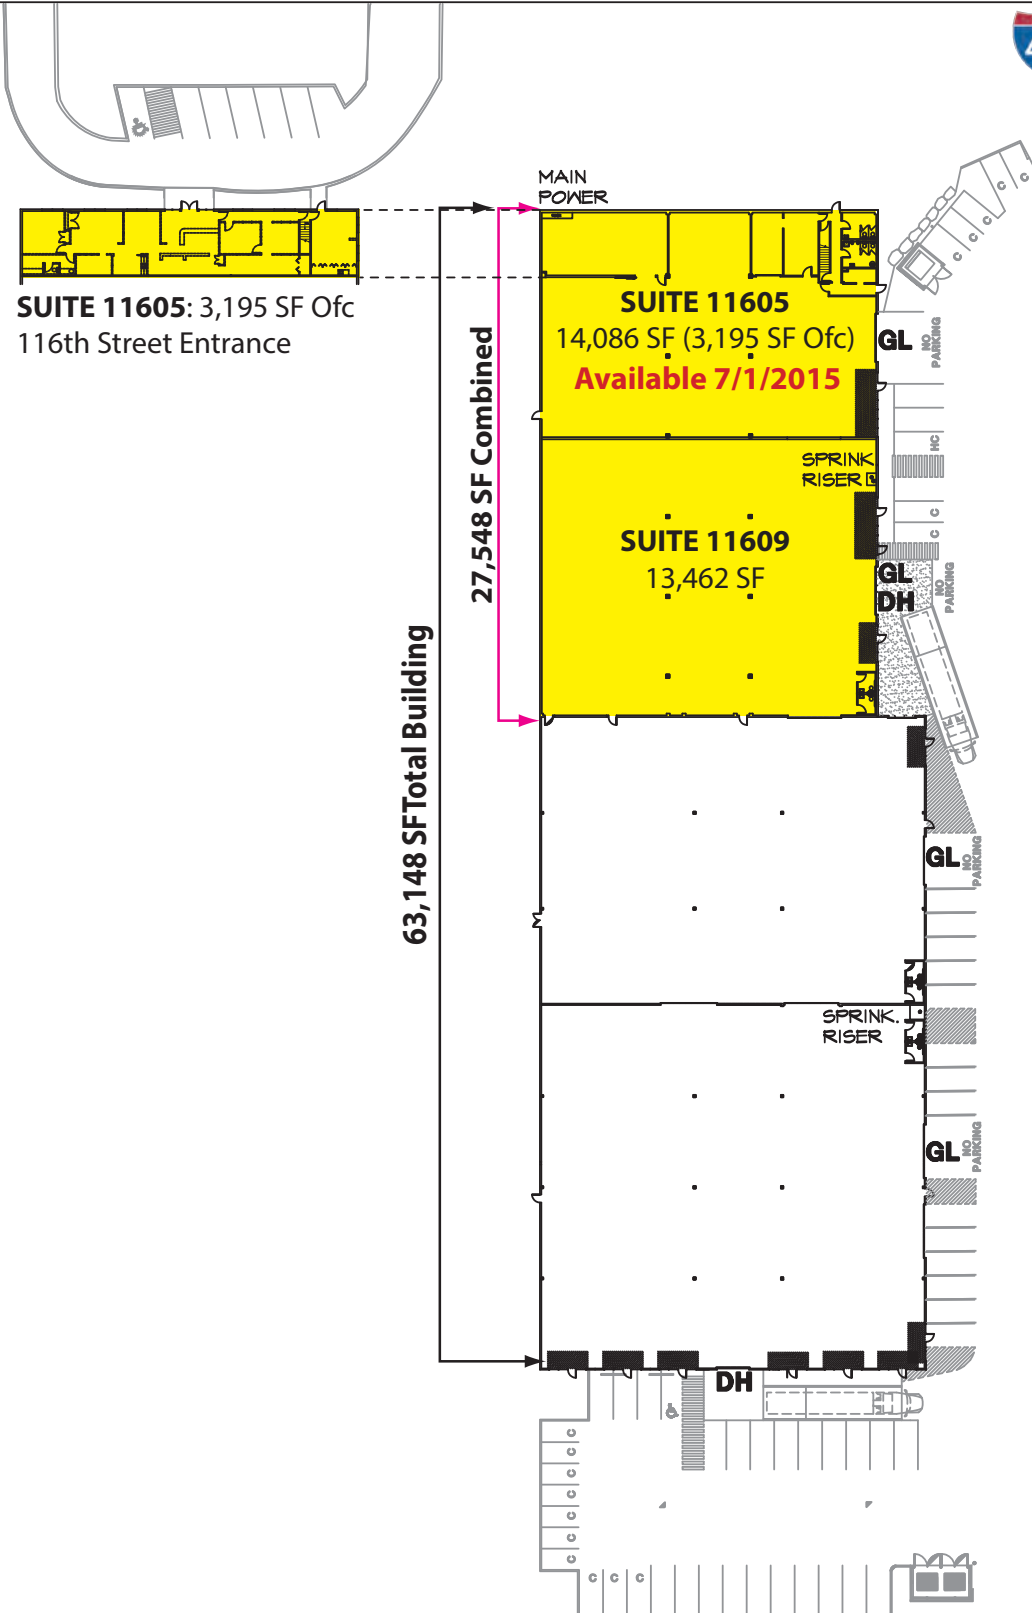 MAIN
POWER
SUITE 11605: 3,195 SF Ofc
116th Street Entrance
SUITE 11605
14,086 SF (3,195 SF Ofc)
Available 7/1/2015
GL
NO
PARKING
27,548 SF Combined
HC
SPRINK
RISER
C
C
C
C
C
C
C
C
SUITE 11609
13,462 SF
GL
DH
NO
PARKING
63,148 SF Total Building
GL
NO
PARKING
SPRINK.
RISER
GL
NO
PARKING
DH
C
C
C
C
C
C
C
C C C